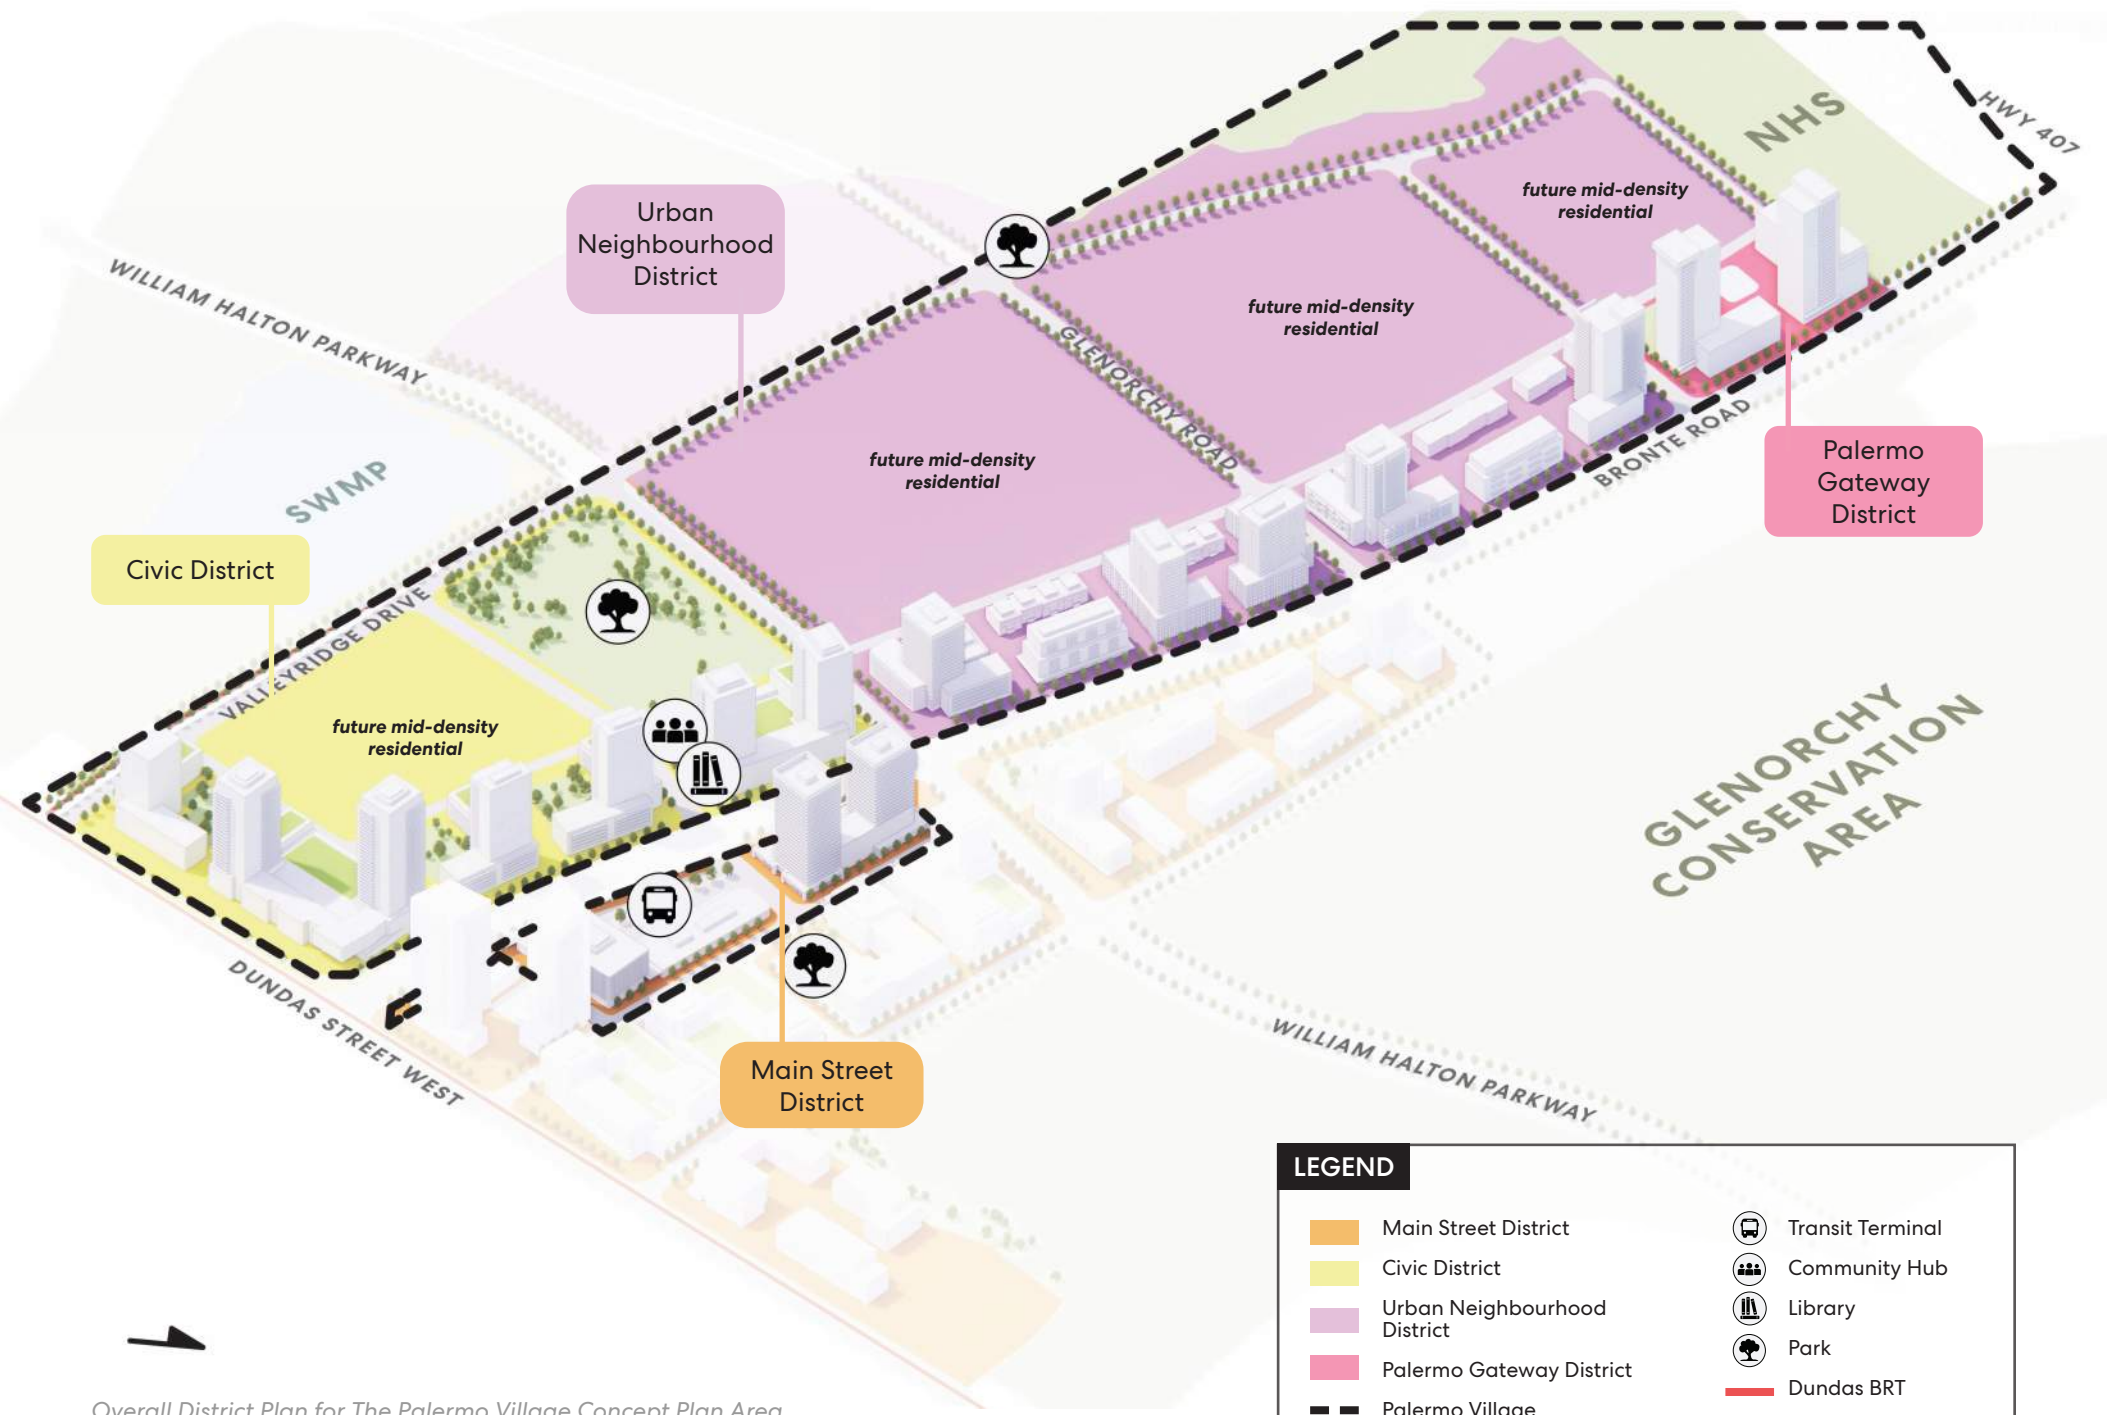 HWY 407
NHS
Urban
Neighbourhood
District
future mid-density
residential
WILLIAM HALTON PARKWAY
future mid-density
residential
GLENORCHY ROAD
BRONTE ROAD
Palermo
Gateway
District
future mid-density
residential
SWMP
Civic District
VALLEYRIDGE DRIVE
future mid-density
residential
GLENORCHY
CONSERVATION
AREA
DUNDAS STREET WEST
WILLIAM HALTON PARKWAY
Main Street
District
LEGEND
Main Street District
Civic District
Urban Neighbourhood
District
Palermo Gateway District
Palermo Village
Transit Terminal
Community Hub
Library
Park
Dundas BRT
Overall District Plan for The Palermo Village Concept Plan Area